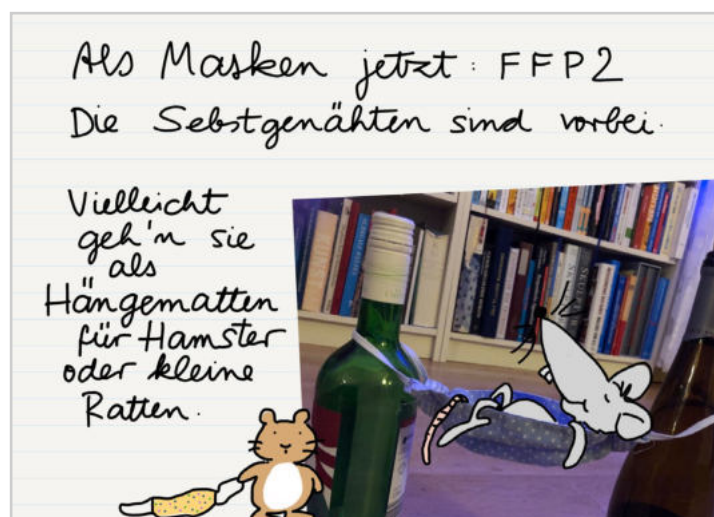 Als Masken jetzt: FFP2
Die Sebstgenähten sind vorbei.
Vielleicht
geh'n sie
als
Hängematten
für Hamster
oder kleine
Ratten.